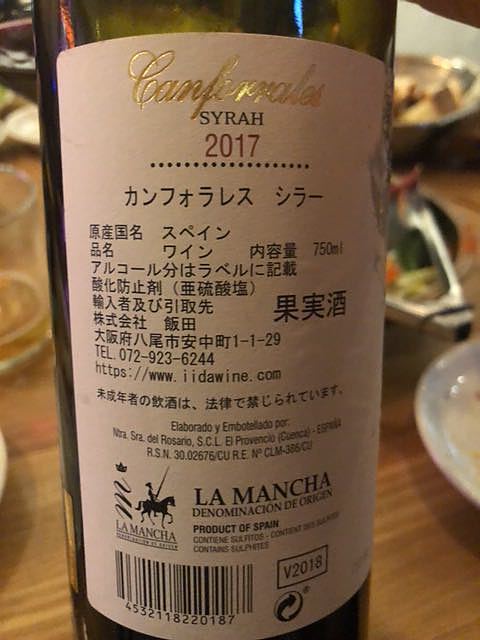 Canforrales
SYRAH
2017
カンフォラレス シラー
原産国名 スペイン
品名 ワイン 内容量 750ml
アルコール分はラベルに記載
酸化防止剤（亜硫酸塩）
輸入者及び引取先 果実酒
株式会社 飯田
大阪府八尾市安中町1-1-29
TEL. 072-923-6244
https://www.iidawine.com
未成年者の飲酒は、法律で禁じられています。
Elaborado y Embotellado por:
Ntra. Sra. del Rosario, S.C.L. El Provencio (Cuenca) - ESPAÑA
R.S.N. 30.02676/CU R.E. Nº CLM-386/CU
m
LA MANCHA
LA MANCHA
DENOMINACIÓN DE ORIGEN
PRODUCT OF SPAIN
CONTIENE SULFITOS - CONTIENT DES SULFITES
CONTAINS SULPHITES
V2018
4532118220187